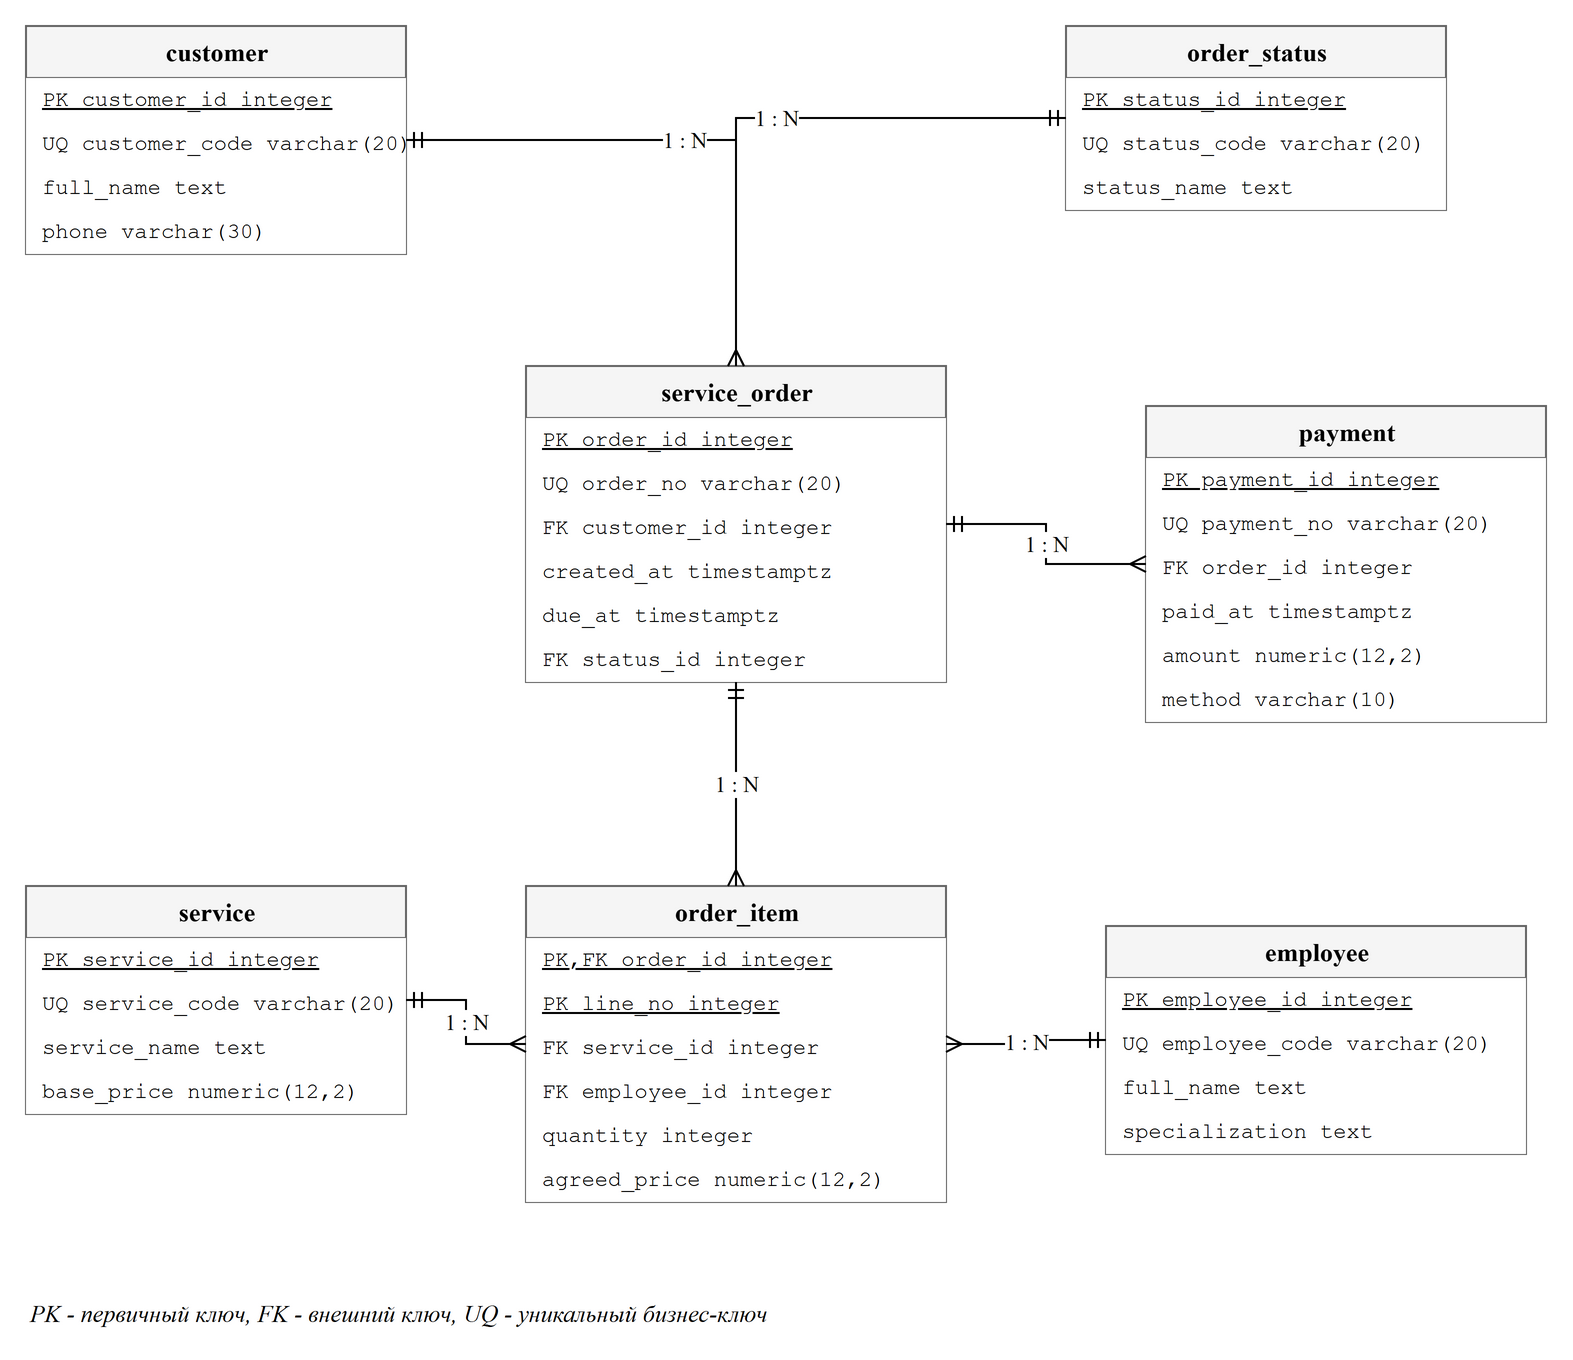 customer
PK customer_id integer
UQ customer_code varchar(20)
full_name text
phone varchar(30)
1 : N
1 : N
order_status
PK status_id integer
UQ status_code varchar(20)
status_name text
service_order
PK order_id integer
UQ order_no varchar(20)
FK customer_id integer
created_at timestamptz
due_at timestamptz
FK status_id integer
1 : N
payment
PK payment_id integer
UQ payment_no varchar(20)
FK order_id integer
paid_at timestamptz
amount numeric(12,2)
method varchar(10)
1 : N
service
PK service_id integer
UQ service_code varchar(20)
service_name text
base_price numeric(12,2)
1 : N
order_item
PK,FK order_id integer
PK line_no integer
FK service_id integer
FK employee_id integer
quantity integer
agreed_price numeric(12,2)
1 : N
employee
PK employee_id integer
UQ employee_code varchar(20)
full_name text
specialization text
PK - первичный ключ, FK - внешний ключ, UQ - уникальный бизнес-ключ